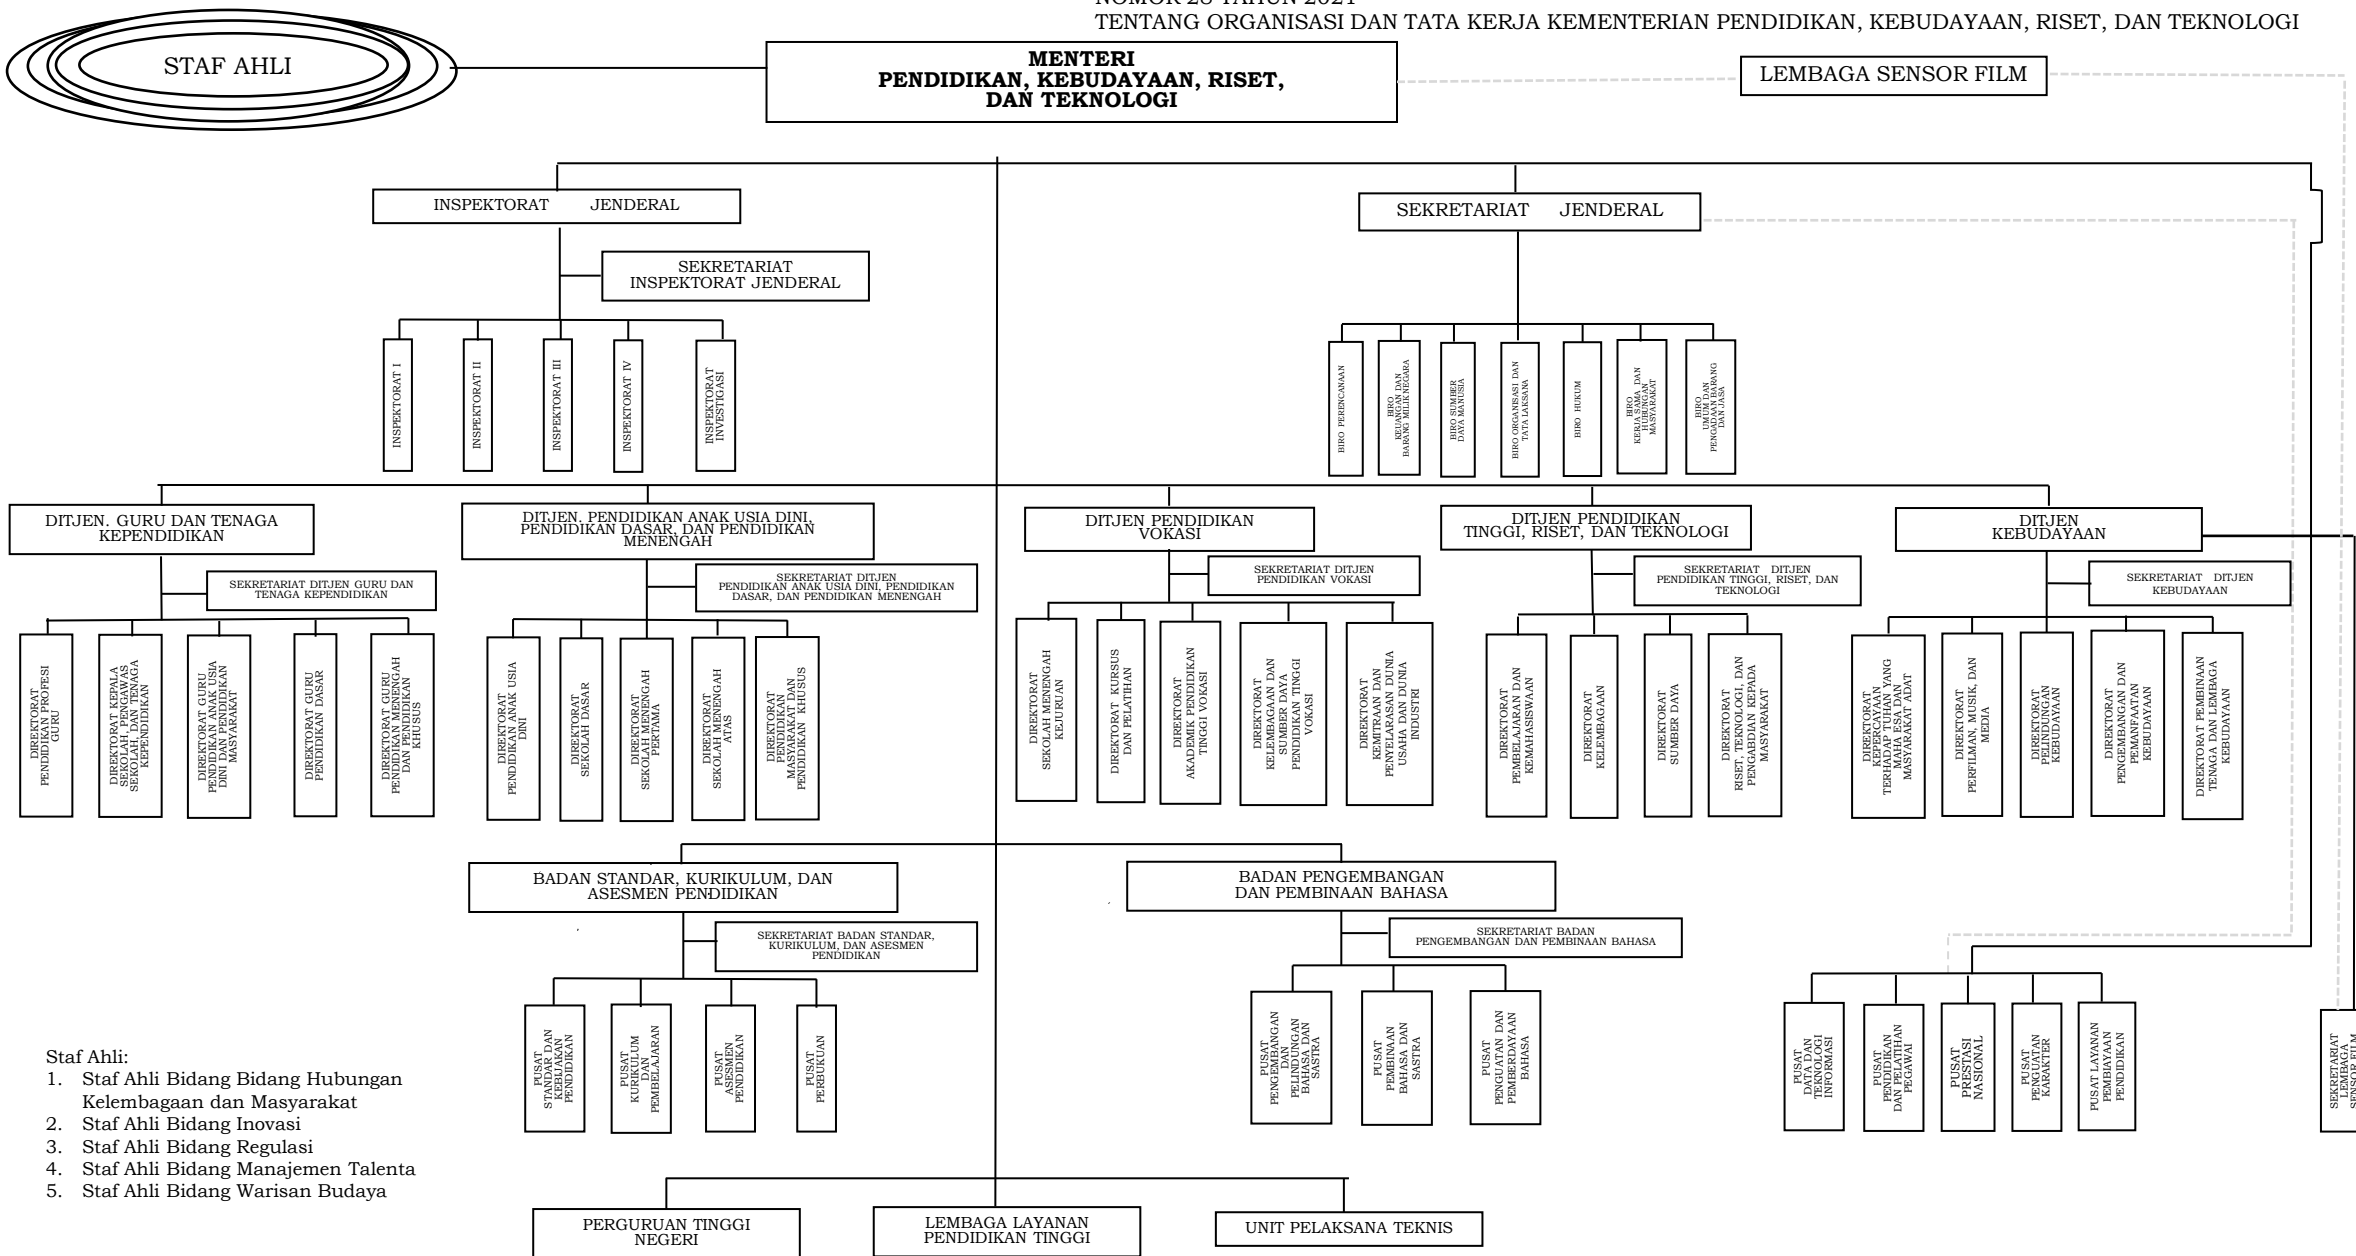 NOMOR 28 TAHUN 2021
TENTANG ORGANISASI DAN TATA KERJA KEMENTERIAN PENDIDIKAN, KEBUDAYAAN, RISET, DAN TEKNOLOGI
STAF AHLI
MENTERI
PENDIDIKAN, KEBUDAYAAN, RISET,
DAN TEKNOLOGI
LEMBAGA SENSOR FILM
INSPEKTORAT JENDERAL
SEKRETARIAT JENDERAL
SEKRETARIAT
INSPEKTORAT JENDERAL
INSPEKTORAT I
INSPEKTORAT II
INSPEKTORAT III
INSPEKTORAT IV
INSPEKTORAT
INVESTIGASI
BIRO PERENCANAAN
BIRO
KEUANGAN DAN
BARANG MILIK NEGARA
BIRO SUMBER
DAYA MANUSIA
BIRO ORGANISASI DAN
TATA LAKSANA
BIRO HUKUM
BIRO
KERJA SAMA DAN
HUBUNGAN
MASYARAKAT
BIRO
UMUM DAN
PENGADAAN BARANG
DAN JASA
DITJEN. GURU DAN TENAGA
KEPENDIDIKAN
DITJEN. PENDIDIKAN ANAK USIA DINI,
PENDIDIKAN DASAR, DAN PENDIDIKAN
MENENGAH
DITJEN PENDIDIKAN
VOKASI
DITJEN PENDIDIKAN
TINGGI, RISET, DAN TEKNOLOGI
DITJEN
KEBUDAYAAN
SEKRETARIAT DITJEN GURU DAN
TENAGA KEPENDIDIKAN
SEKRETARIAT DITJEN
PENDIDIKAN ANAK USIA DINI, PENDIDIKAN
DASAR, DAN PENDIDIKAN MENENGAH
SEKRETARIAT DITJEN
PENDIDIKAN VOKASI
SEKRETARIAT DITJEN
PENDIDIKAN TINGGI, RISET, DAN
TEKNOLOGI
SEKRETARIAT DITJEN
KEBUDAYAAN
DIREKTORAT
PENDIDIKAN PROFESI
GURU
DIREKTORAT KEPALA
SEKOLAH, PENGAWAS
SEKOLAH, DAN TENAGA
KEPENDIDIKAN
DIREKTORAT GURU
PENDIDIKAN ANAK USIA
DINI DAN PENDIDIKAN
MASYARAKAT
DIREKTORAT GURU
PENDIDIKAN DASAR
DIREKTORAT GURU
PENDIDIKAN MENENGAH
DAN PENDIDIKAN
KHUSUS
DIREKTORAT
PENDIDIKAN ANAK USIA
DINI
DIREKTORAT
SEKOLAH DASAR
DIREKTORAT
SEKOLAH MENENGAH
PERTAMA
DIREKTORAT
SEKOLAH MENENGAH
ATAS
DIREKTORAT
PENDIDIKAN
MASYARAKAT DAN
PENDIDIKAN KHUSUS
DIREKTORAT
SEKOLAH MENENGAH
KEJURUAN
DIREKTORAT KURSUS
DAN PELATIHAN
DIREKTORAT
AKADEMIK PENDIDIKAN
TINGGI VOKASI
DIREKTORAT
KELEMBAGAAN DAN
SUMBER DAYA
PENDIDIKAN TINGGI
VOKASI
DIREKTORAT
KEMITRAAN DAN
PENYELARASAN DUNIA
USAHA DAN DUNIA
INDUSTRI
DIREKTORAT
PEMBELAJARAN DAN
KEMAHASISWAAN
DIREKTORAT
KELEMBAGAAN
DIREKTORAT
SUMBER DAYA
DIREKTORAT
RISET, TEKNOLOGI, DAN
PENGABDIAN KEPADA
MASYARAKAT
DIREKTORAT
KEPERCAYAAN
TERHADAP TUHAN YANG
MAHA ESA DAN
MASYARAKAT ADAT
DIREKTORAT
PERFILMAN, MUSIK, DAN
MEDIA
DIREKTORAT
PELINDUNGAN
KEBUDAYAAN
DIREKTORAT
PENGEMBANGAN DAN
PEMANFAATAN
KEBUDAYAAN
DIREKTORAT PEMBINAAN
TENAGA DAN LEMBAGA
KEBUDAYAAN
BADAN STANDAR, KURIKULUM, DAN
ASESMEN PENDIDIKAN
BADAN PENGEMBANGAN
DAN PEMBINAAN BAHASA
SEKRETARIAT BADAN STANDAR,
KURIKULUM, DAN ASESMEN
PENDIDIKAN
SEKRETARIAT BADAN
PENGEMBANGAN DAN PEMBINAAN BAHASA
PUSAT
STANDAR DAN
KEBIJAKAN
PENDIDIKAN
PUSAT
KURIKULUM
DAN
PEMBELAJARAN
PUSAT
ASESMEN
PENDIDIKAN
PUSAT
PERBUKUAN
PUSAT
PENGEMBANGAN
DAN
PELINDUNGAN
BAHASA DAN
SASTRA
PUSAT
PEMBINAAN
BAHASA DAN
SASTRA
PUSAT
PENGUATAN DAN
PEMBERDAYAAN
BAHASA
PUSAT
DATA DAN
TEKNOLOGI
INFORMASI
PUSAT
PENDIDIKAN
DAN PELATIHAN
PEGAWAI
PUSAT
PRESTASI
NASIONAL
PUSAT
PENGUATAN
KARAKTER
PUSAT LAYANAN
PEMBIAYAAN
PENDIDIKAN
SEKRETARIAT
LEMBAGA
SENSOR FILM
Staf Ahli:
1. Staf Ahli Bidang Bidang Hubungan
Kelembagaan dan Masyarakat
2. Staf Ahli Bidang Inovasi
3. Staf Ahli Bidang Regulasi
4. Staf Ahli Bidang Manajemen Talenta
5. Staf Ahli Bidang Warisan Budaya
PERGURUAN TINGGI
NEGERI
LEMBAGA LAYANAN
PENDIDIKAN TINGGI
UNIT PELAKSANA TEKNIS